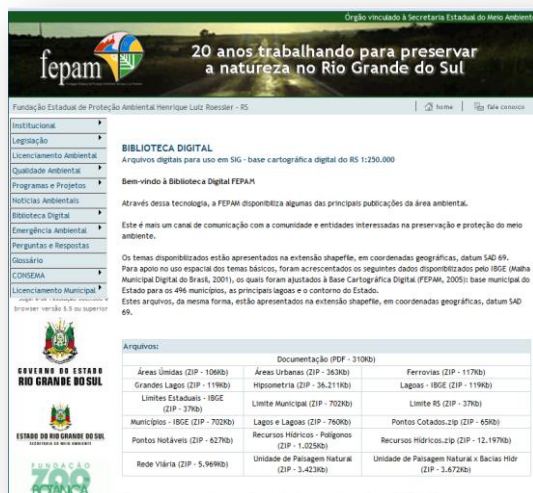 Órgão vinculado à Secretaria Estadual do Meio Ambiente
fepam
20 anos trabalhando para preservar
a natureza no Rio Grande do Sul
Fundação Estadual de Proteção Ambiental Henrique Luiz Roessler - RS
home
fale conosco
Institucional
Legislação
Licenciamento Ambiental
Qualidade Ambiental
Programas e Projetos
Notícias Ambientais
Biblioteca Digital
Emergência Ambiental
Perguntas e Respostas
Glossário
CONSEMA
Licenciamento Municipal
browser versão 5.5 ou superior
GOVERNO DO ESTADO
RIO GRANDE DO SUL
ESTADO DO RIO GRANDE DO SUL
SECRETARIA DO MEIO AMBIENTE
FUNDAÇÃO
ZOO
BOTÂNICA
BIBLIOTECA DIGITAL
Arquivos digitais para uso em SIG - base cartográfica digital do RS 1:250.000
Bem-vindo à Biblioteca Digital FEPAM
Através dessa tecnologia, a FEPAM disponibiliza algumas das principais publicações da área ambiental.
Este é mais um canal de comunicação com a comunidade e entidades interessadas na preservação e proteção do meio
ambiente.
Os temas disponibilizados estão apresentados na extensão shapefile, em coordenadas geográficas, datum SAD 69.
Para apoio no uso espacial dos temas básicos, foram acrescentados os seguintes dados disponibilizados pelo IBGE (Malha
Municipal Digital do Brasil, 2001), os quais foram ajustados à Base Cartográfica Digital (FEPAM, 2005): base municipal do
Estado para os 496 municípios, as principais lagoas e o contorno do Estado.
Estes arquivos, da mesma forma, estão apresentados na extensão shapefile, em coordenadas geográficas, datum SAD
69.
Arquivos:
Documentação (PDF - 310Kb)
Áreas Úmidas (ZIP - 106Kb) Áreas Urbanas (ZIP - 363Kb) Ferrovias (ZIP - 117Kb)
Grandes Lagos (ZIP - 119Kb) Hipsometria (ZIP - 36.211Kb) Lagoas - IBGE (ZIP - 119Kb)
Limites Estaduais - IBGE
(ZIP - 37Kb) Limite Municipal (ZIP - 702Kb) Limite RS (ZIP - 37Kb)
Municípios - IBGE (ZIP - 702Kb) Lagos e Lagoas (ZIP - 760Kb) Pontos Cotados.zip (ZIP - 65Kb)
Pontos Notáveis (ZIP - 627Kb) Recursos Hídricos - Polígonos
(ZIP - 1.025Kb) Recursos Hídricos.zip (ZIP - 12.197Kb)
Rede Viária (ZIP - 5.969Kb) Unidade de Paisagem Natural
(ZIP - 3.423Kb) Unidade de Paisagem Natural x Bacias Hidr
(ZIP - 3.672Kb)